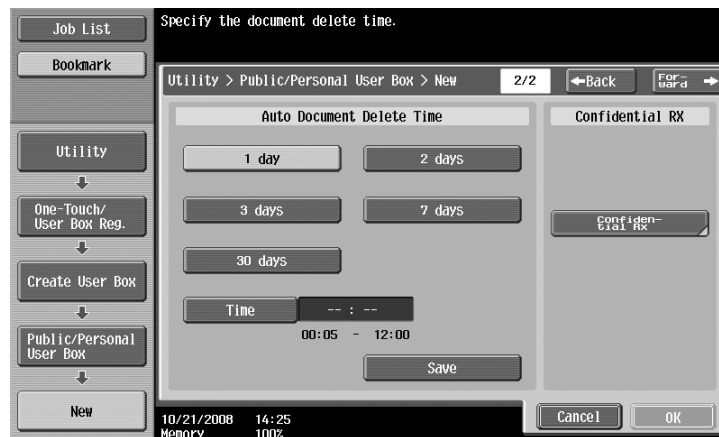 Job List
Bookmark
Specify the document delete time.
Utility > Public/Personal User Box > New
2/2
←Back
For-
ward →
Auto Document Delete Time
Confidential RX
1 day
2 days
3 days
7 days
30 days
Time
-- : --
00:05 - 12:00
Save
Confiden-
tial Rx
Utility
One-Touch/
User Box Reg.
Create User Box
Public/Personal
User Box
New
10/21/2008 14:25
Memory 100%
Cancel
OK